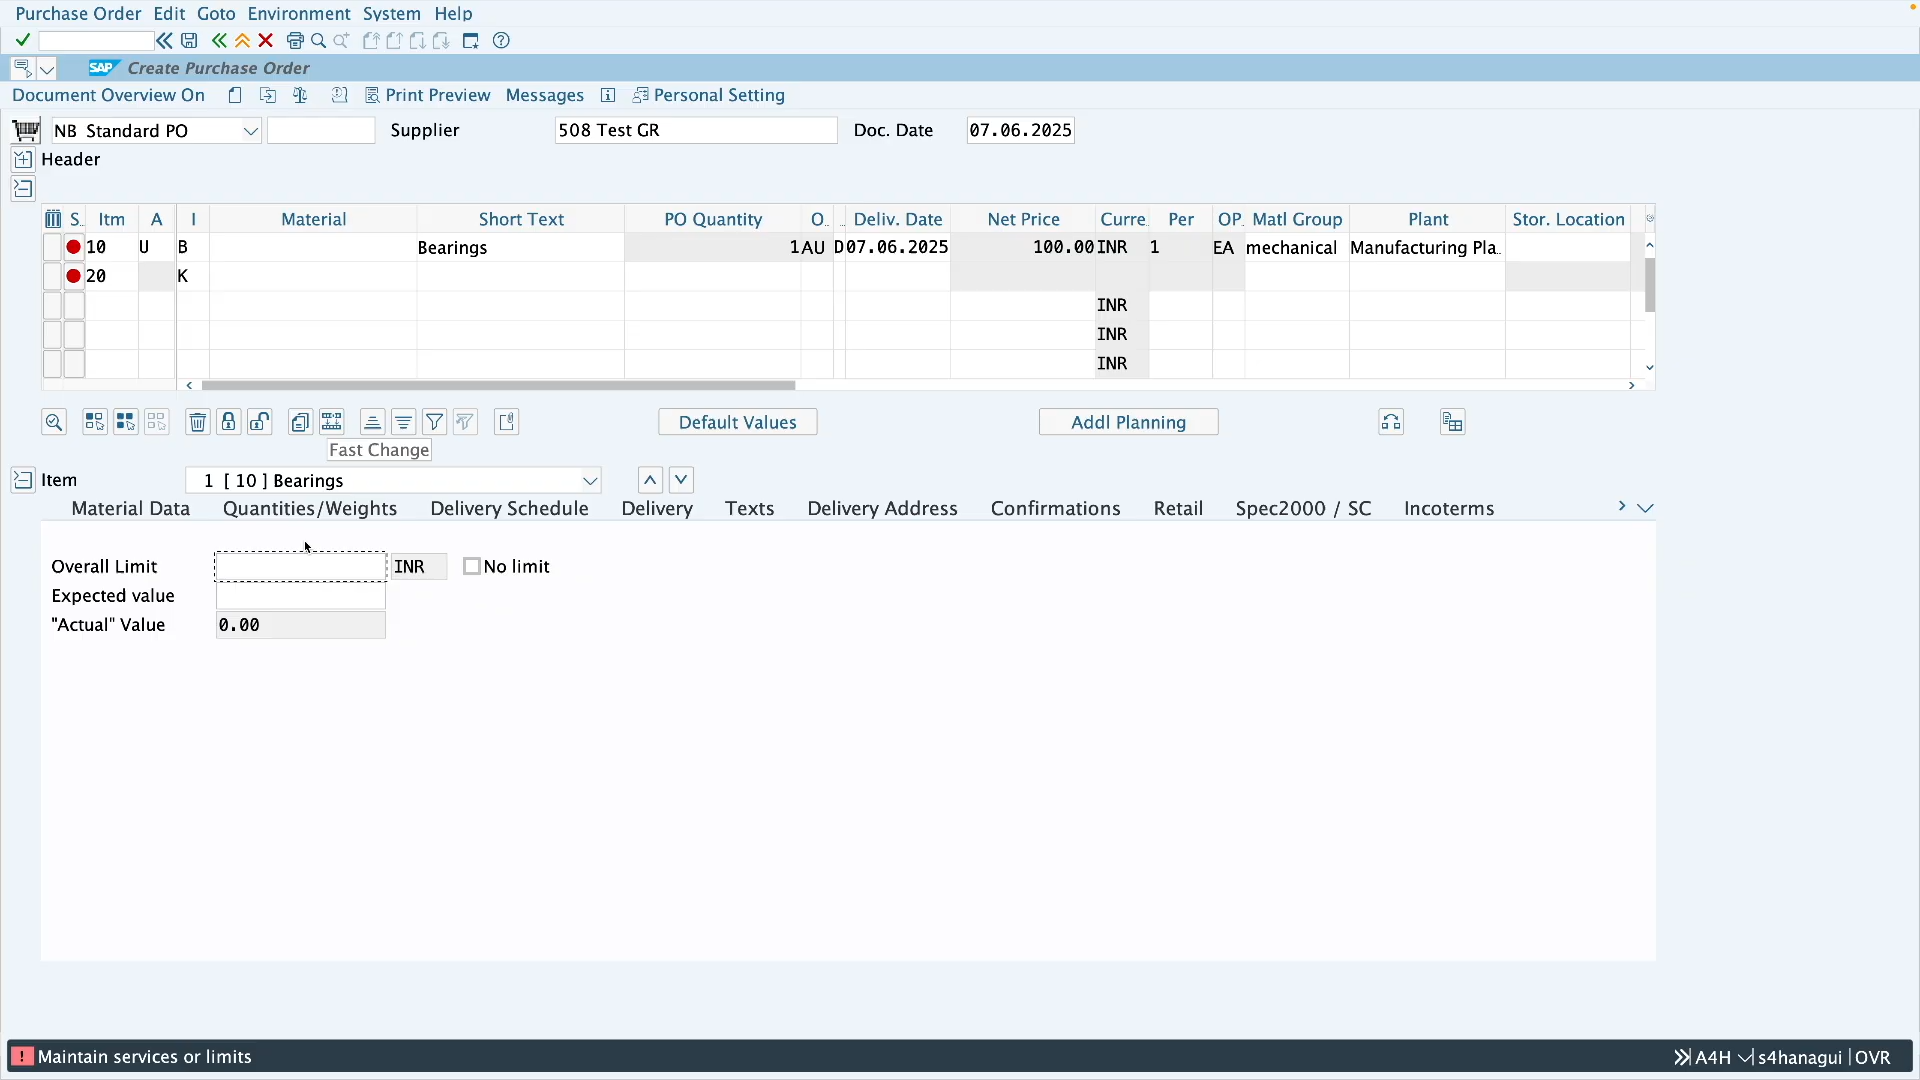 Purchase Order Edit Goto Environment System Help
SAP Create Purchase Order
Document Overview On Print Preview Messages Personal Setting
NB Standard PO Supplier 508 Test GR Doc. Date 07.06.2025
Header
S.. Itm A I Material Short Text PO Quantity O.. .. Deliv. Date Net Price Curre.. Per OP.. Matl Group Plant Stor. Location
10 U B Bearings 1 AU D 07.06.2025 100.00 INR 1 EA mechanical Manufacturing Pla..
20 K
INR
INR
INR
Default Values Addl Planning
Fast Change
Item 1 [ 10 ] Bearings
Material Data Quantities/Weights Delivery Schedule Delivery Texts Delivery Address Confirmations Retail Spec2000 / SC Incoterms
Overall Limit INR No limit
Expected value
"Actual" Value 0.00
Maintain services or limits A4H s4hanagui OVR